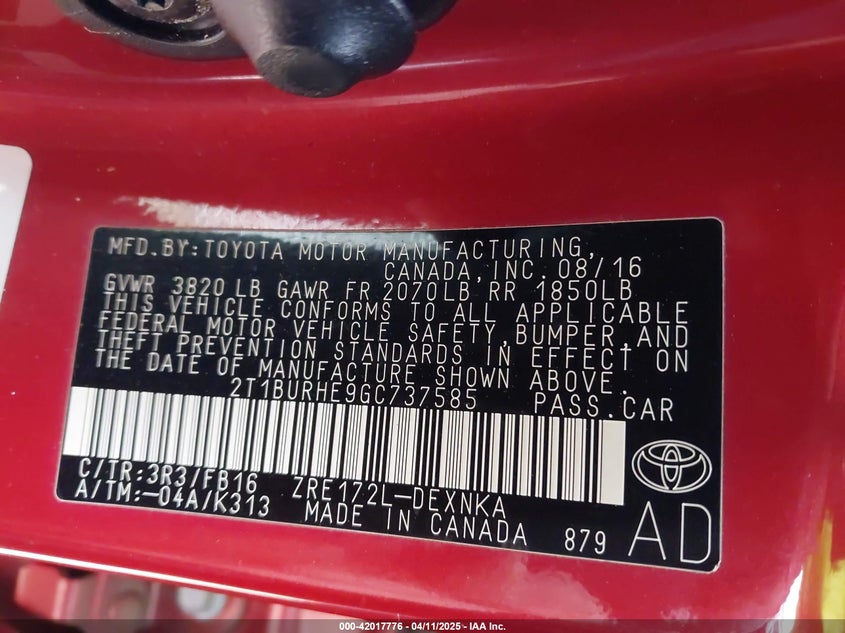 MFD.BY:TOYOTA MOTOR MANUFACTURING,
CANADA,INC. 08/16
GVWR 3820 LB GAWR FR 2070LB RR 1850LB
THIS VEHICLE CONFORMS TO ALL APPLICABLE
FEDERAL MOTOR VEHICLE SAFETY,BUMPER,AND
THEFT PREVENTION STANDARDS IN EFFECT ON
THE DATE OF MANUFACTURE SHOWN ABOVE.
2T1BURHE9GC737585 PASS.CAR
C/TR:3R3/FB16 ZRE172L-DEXNKA
A/TM:-04A/K313 MADE IN CANADA 879
AD
000-42017776 - 04/11/2025 - IAA Inc.